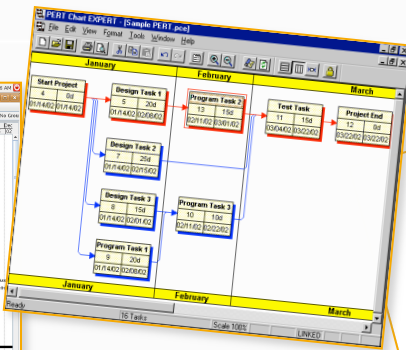 PERT Chart EXPERT - [Sample PERT.pce]
File Edit View Format Tools Window Help
January
February
March
Start Project
4 0d
01/14/02 01/14/02
Design Task 1
5 20d
01/14/02 02/08/02
Program Task 2
13 15d
02/11/02 03/01/02
Test Task
11 15d
03/04/02 03/22/02
Project End
12 0d
03/22/02 03/22/02
Design Task 2
7 25d
01/14/02 02/15/02
Design Task 3
8 15d
01/14/02 02/01/02
Program Task 3
10 10d
02/11/02 02/22/02
Program Task 1
9 20d
01/14/02 02/08/02
January
February
March
Ready
16 Tasks
Scale 100%
LINKED